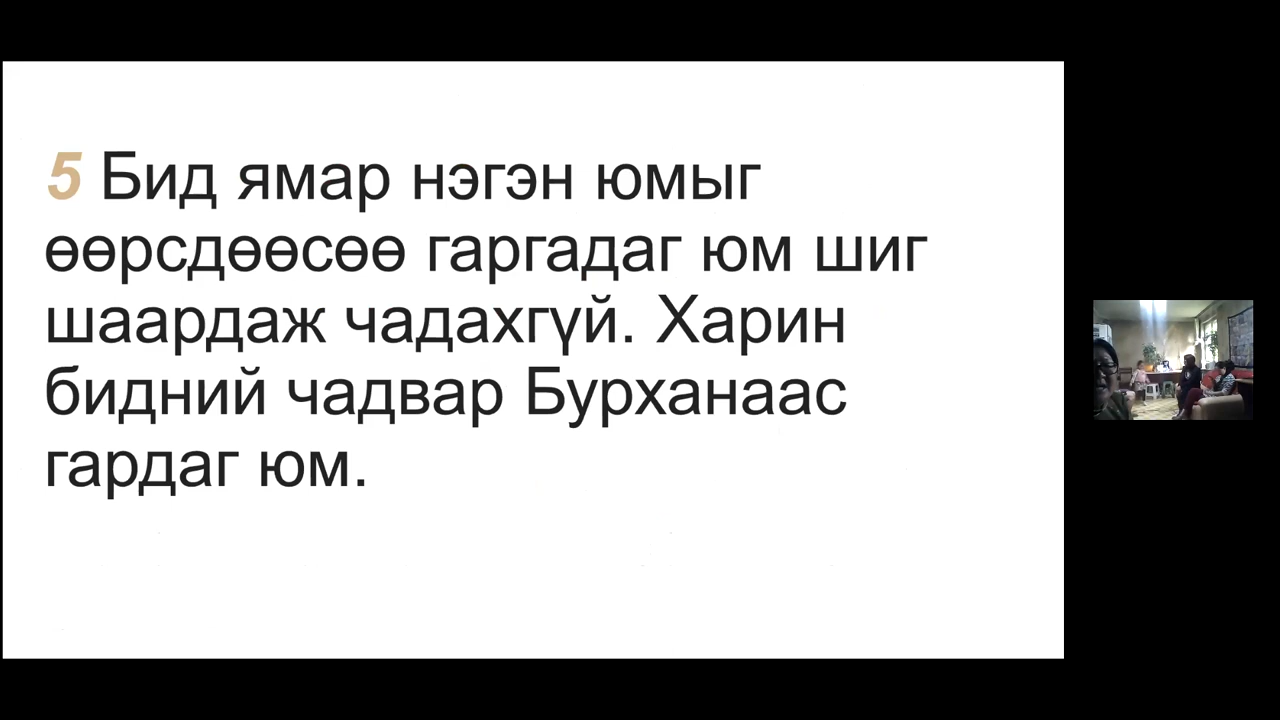 5 Бид ямар нэгэн юмыг
өөрсдөөсөө гаргадаг юм шиг
шаардаж чадахгүй. Харин
бидний чадвар Бурханаас
гардаг юм.